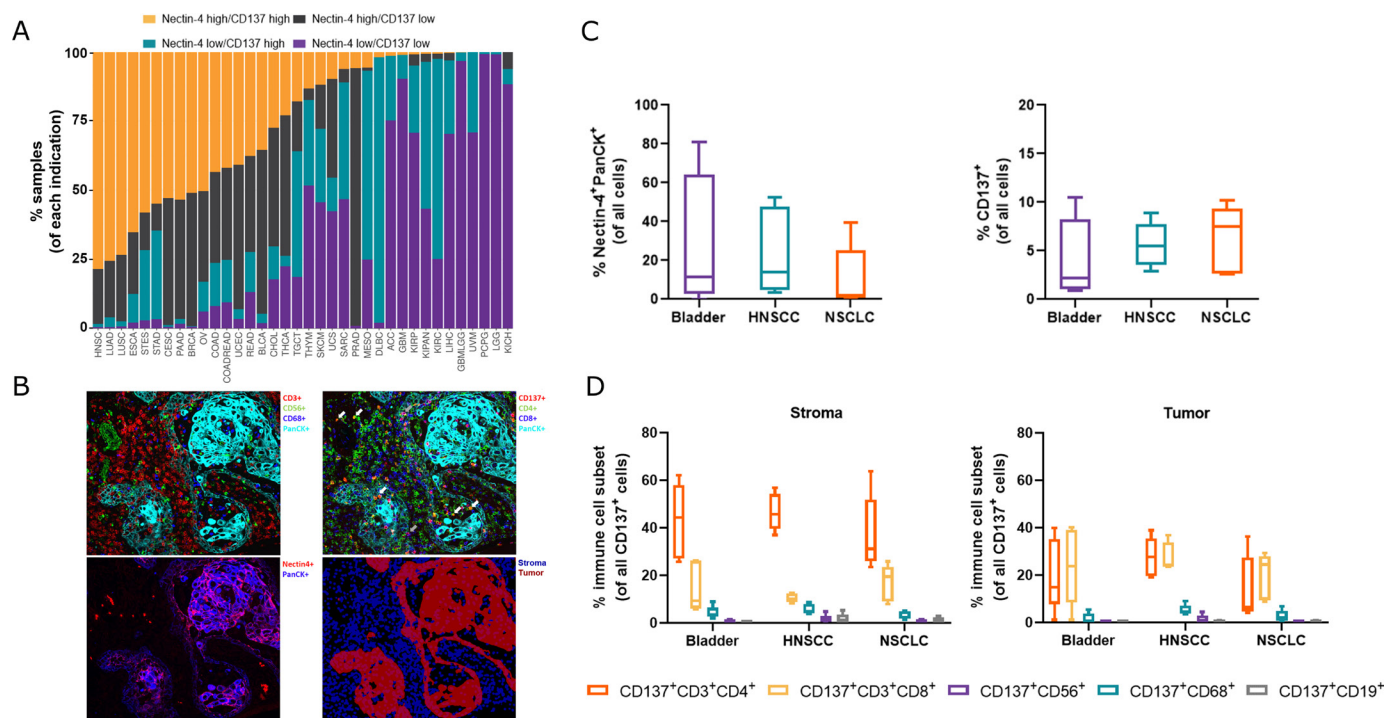 A
Nectin-4 high/CD137 high
Nectin-4 high/CD137 low
Nectin-4 low/CD137 high
Nectin-4 low/CD137 low
% samples
(of each indication)
100
75
50
25
0
HNSC
LUAD
LUSC
ESCA
STES
STAD
CESC
PAAD
BRCA
OV
COAD
COADREAD
UCEC
READ
BLCA
CHOL
THCA
TGCT
THYM
SKCM
UCS
SARC
PRAD
MESC
DLBC
ACC
GBM
KIRP
KIPAN
KIRC
LIHC
GBMLGG
UVM
PCPG
LGG
KICH
B
CD3+
CD56+
CD68+
PanCK+
CD137+
CD4+
CD8+
PanCK+
Nectin4+
PanCK+
Stroma
Tumor
C
% Nectin-4⁺PanCK⁺
(of all cells)
100
80
60
40
20
0
Bladder
HNSCC
NSCLC
% CD137⁺
(of all cells)
20
15
10
5
0
Bladder
HNSCC
NSCLC
D
Stroma
% immune cell subset
(of all CD137⁺ cells)
80
60
40
20
0
Bladder
HNSCC
NSCLC
Tumor
% immune cell subset
(of all CD137⁺ cells)
80
60
40
20
0
Bladder
HNSCC
NSCLC
CD137⁺CD3⁺CD4⁺
CD137⁺CD3⁺CD8⁺
CD137⁺CD56⁺
CD137⁺CD68⁺
CD137⁺CD19⁺